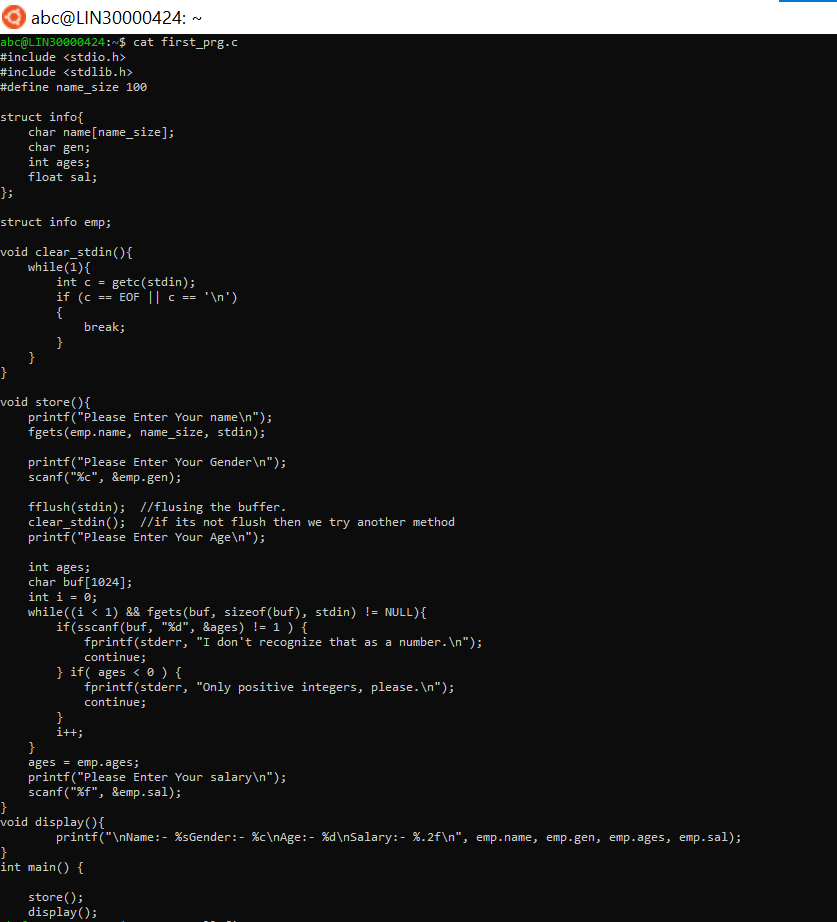 abc@LIN30000424: ~
abc@LIN30000424:~$ cat first_prg.c
#include <stdio.h>
#include <stdlib.h>
#define name_size 100

struct info{
    char name[name_size];
    char gen;
    int ages;
    float sal;
};

struct info emp;

void clear_stdin(){
    while(1){
        int c = getc(stdin);
        if (c == EOF || c == '\n')
        {
            break;
        }
    }
}

void store(){
    printf("Please Enter Your name\n");
    fgets(emp.name, name_size, stdin);

    printf("Please Enter Your Gender\n");
    scanf("%c", &emp.gen);

    fflush(stdin);  //flusing the buffer.
    clear_stdin();  //if its not flush then we try another method
    printf("Please Enter Your Age\n");

    int ages;
    char buf[1024];
    int i = 0;
    while((i < 1) && fgets(buf, sizeof(buf), stdin) != NULL){
        if(sscanf(buf, "%d", &ages) != 1 ) {
            fprintf(stderr, "I don't recognize that as a number.\n");
            continue;
        } if( ages < 0 ) {
            fprintf(stderr, "Only positive integers, please.\n");
            continue;
        }
        i++;
    }
    ages = emp.ages;
    printf("Please Enter Your salary\n");
    scanf("%f", &emp.sal);
}
void display(){
        printf("\nName:- %sGender:- %c\nAge:- %d\nSalary:- %.2f\n", emp.name, emp.gen, emp.ages, emp.sal);
}
int main() {

    store();
    display();